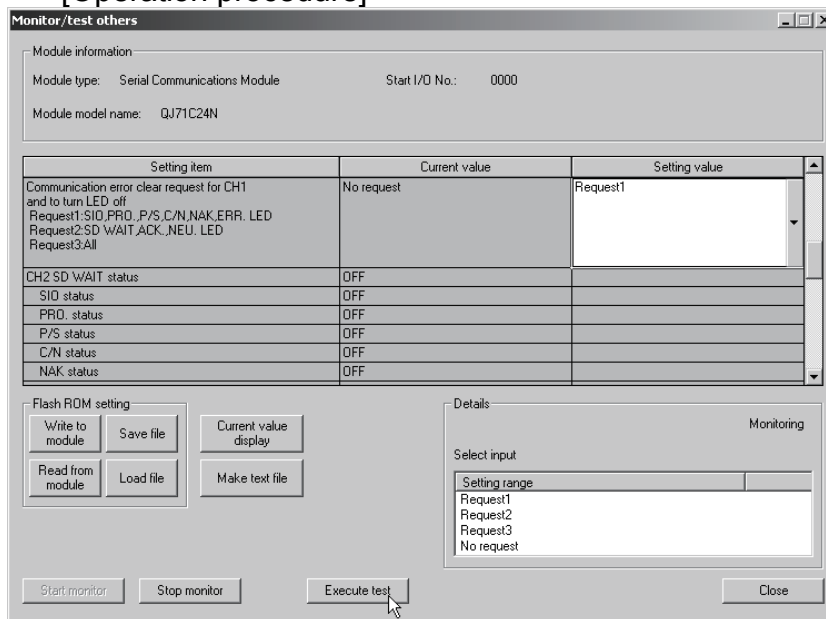 [Operation procedure]
Monitor/test others
Module information
Module type: Serial Communications Module Start I/O No.: 0000
Module model name: QJ71C24N
Setting item Current value Setting value
Communication error clear request for CH1 No request Request1
and to turn LED off
Request1:SIO,PRO.,P/S,C/N,NAK,ERR. LED
Request2:SD WAIT,ACK.,NEU. LED
Request3:All
CH2 SD WAIT status OFF
SIO status OFF
PRO. status OFF
P/S status OFF
C/N status OFF
NAK status OFF
Flash ROM setting
Write to module Save file Current value display
Read from module Load file Make text file
Details
Monitoring
Select input
Setting range
Request1
Request2
Request3
No request
Start monitor Stop monitor Execute test Close